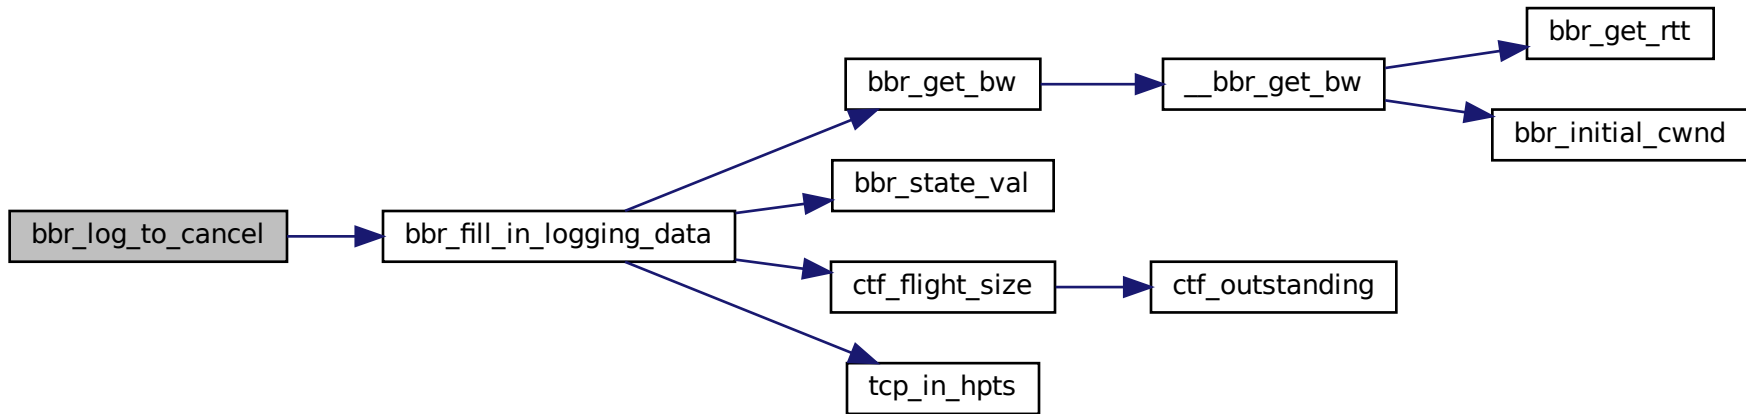 bbr_log_to_cancel
bbr_fill_in_logging_data
bbr_get_bw
__bbr_get_bw
bbr_get_rtt
bbr_initial_cwnd
bbr_state_val
ctf_flight_size
ctf_outstanding
tcp_in_hpts